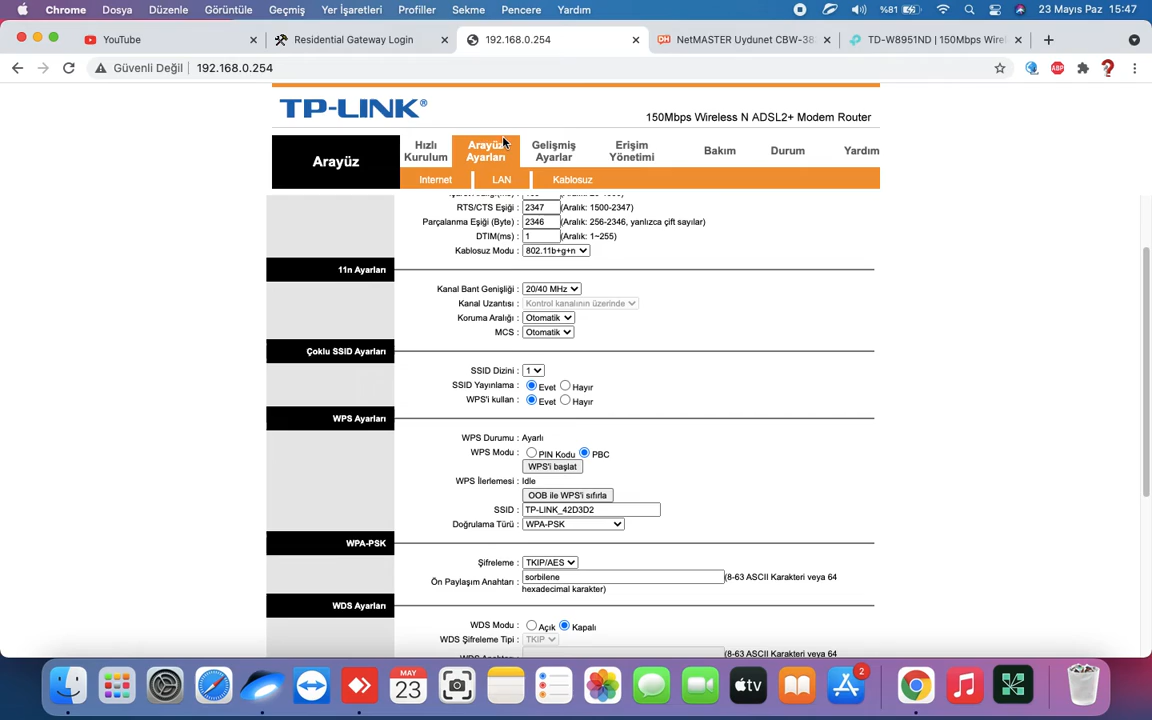 Chrome Dosya Düzenle Görüntüle Geçmiş Yer İşaretleri Profiller Sekme Pencere Yardım %81 23 Mayıs Paz 15:47
YouTube Residential Gateway Login 192.168.0.254 NetMASTER Uydunet CBW-38 TD-W8951ND | 150Mbps Wirel
Güvenli Değil 192.168.0.254 ABP
TP-LINK®
150Mbps Wireless N ADSL2+ Modem Router
Arayüz
Hızlı Kurulum Arayüz Ayarları Gelişmiş Ayarlar Erişim Yönetimi Bakım Durum Yardım
Internet LAN Kablosuz
RTS/CTS Eşiği : 2347 (Aralık: 1500-2347)
Parçalanma Eşiği (Byte) : 2346 (Aralık: 256-2346, yanlızca çift sayılar)
DTIM(ms) : 1 (Aralık: 1~255)
Kablosuz Modu : 802.11b+g+n
11n Ayarları
Kanal Bant Genişliği : 20/40 MHz
Kanal Uzantısı : Kontrol kanalının üzerinde
Koruma Aralığı : Otomatik
MCS : Otomatik
Çoklu SSID Ayarları
SSID Dizini : 1
SSID Yayınlama : Evet Hayır
WPS'i kullan : Evet Hayır
WPS Ayarları
WPS Durumu : Ayarlı
WPS Modu : PIN Kodu PBC
WPS'i başlat
WPS İlerlemesi : Idle
OOB ile WPS'i sıfırla
SSID : TP-LINK_42D3D2
Doğrulama Türü : WPA-PSK
WPA-PSK
Şifreleme : TKIP/AES
Ön Paylaşım Anahtarı : sorbilene (8-63 ASCII Karakteri veya 64
hexadecimal karakter)
WDS Ayarları
WDS Modu : Açık Kapalı
WDS Şifreleme Tipi : TKIP
(8-63 ASCII Karakteri veya 64
MAY
23
tv
2